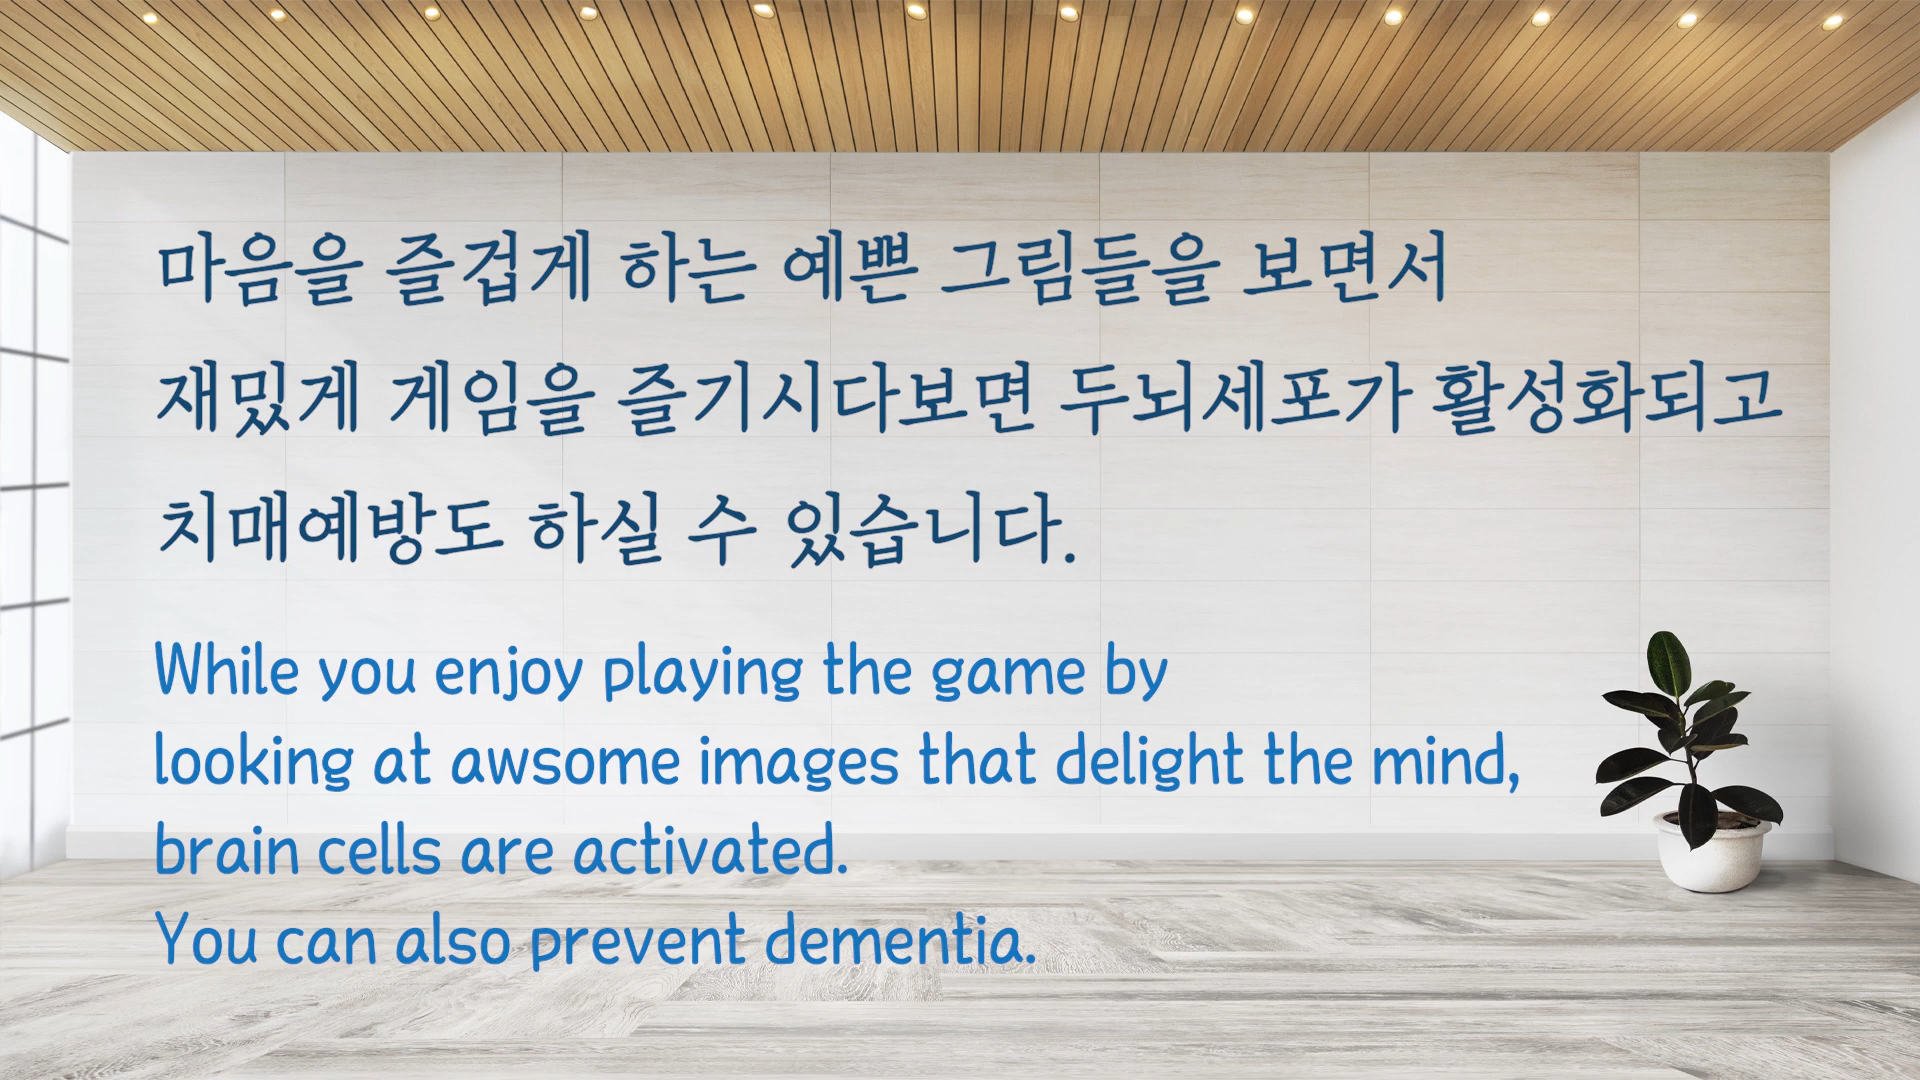 마음을 즐겁게 하는 예쁜 그림들을 보면서
재밌게 게임을 즐기시다보면 두뇌세포가 활성화되고
치매예방도 하실 수 있습니다.
While you enjoy playing the game by
looking at awsome images that delight the mind,
brain cells are activated.
You can also prevent dementia.